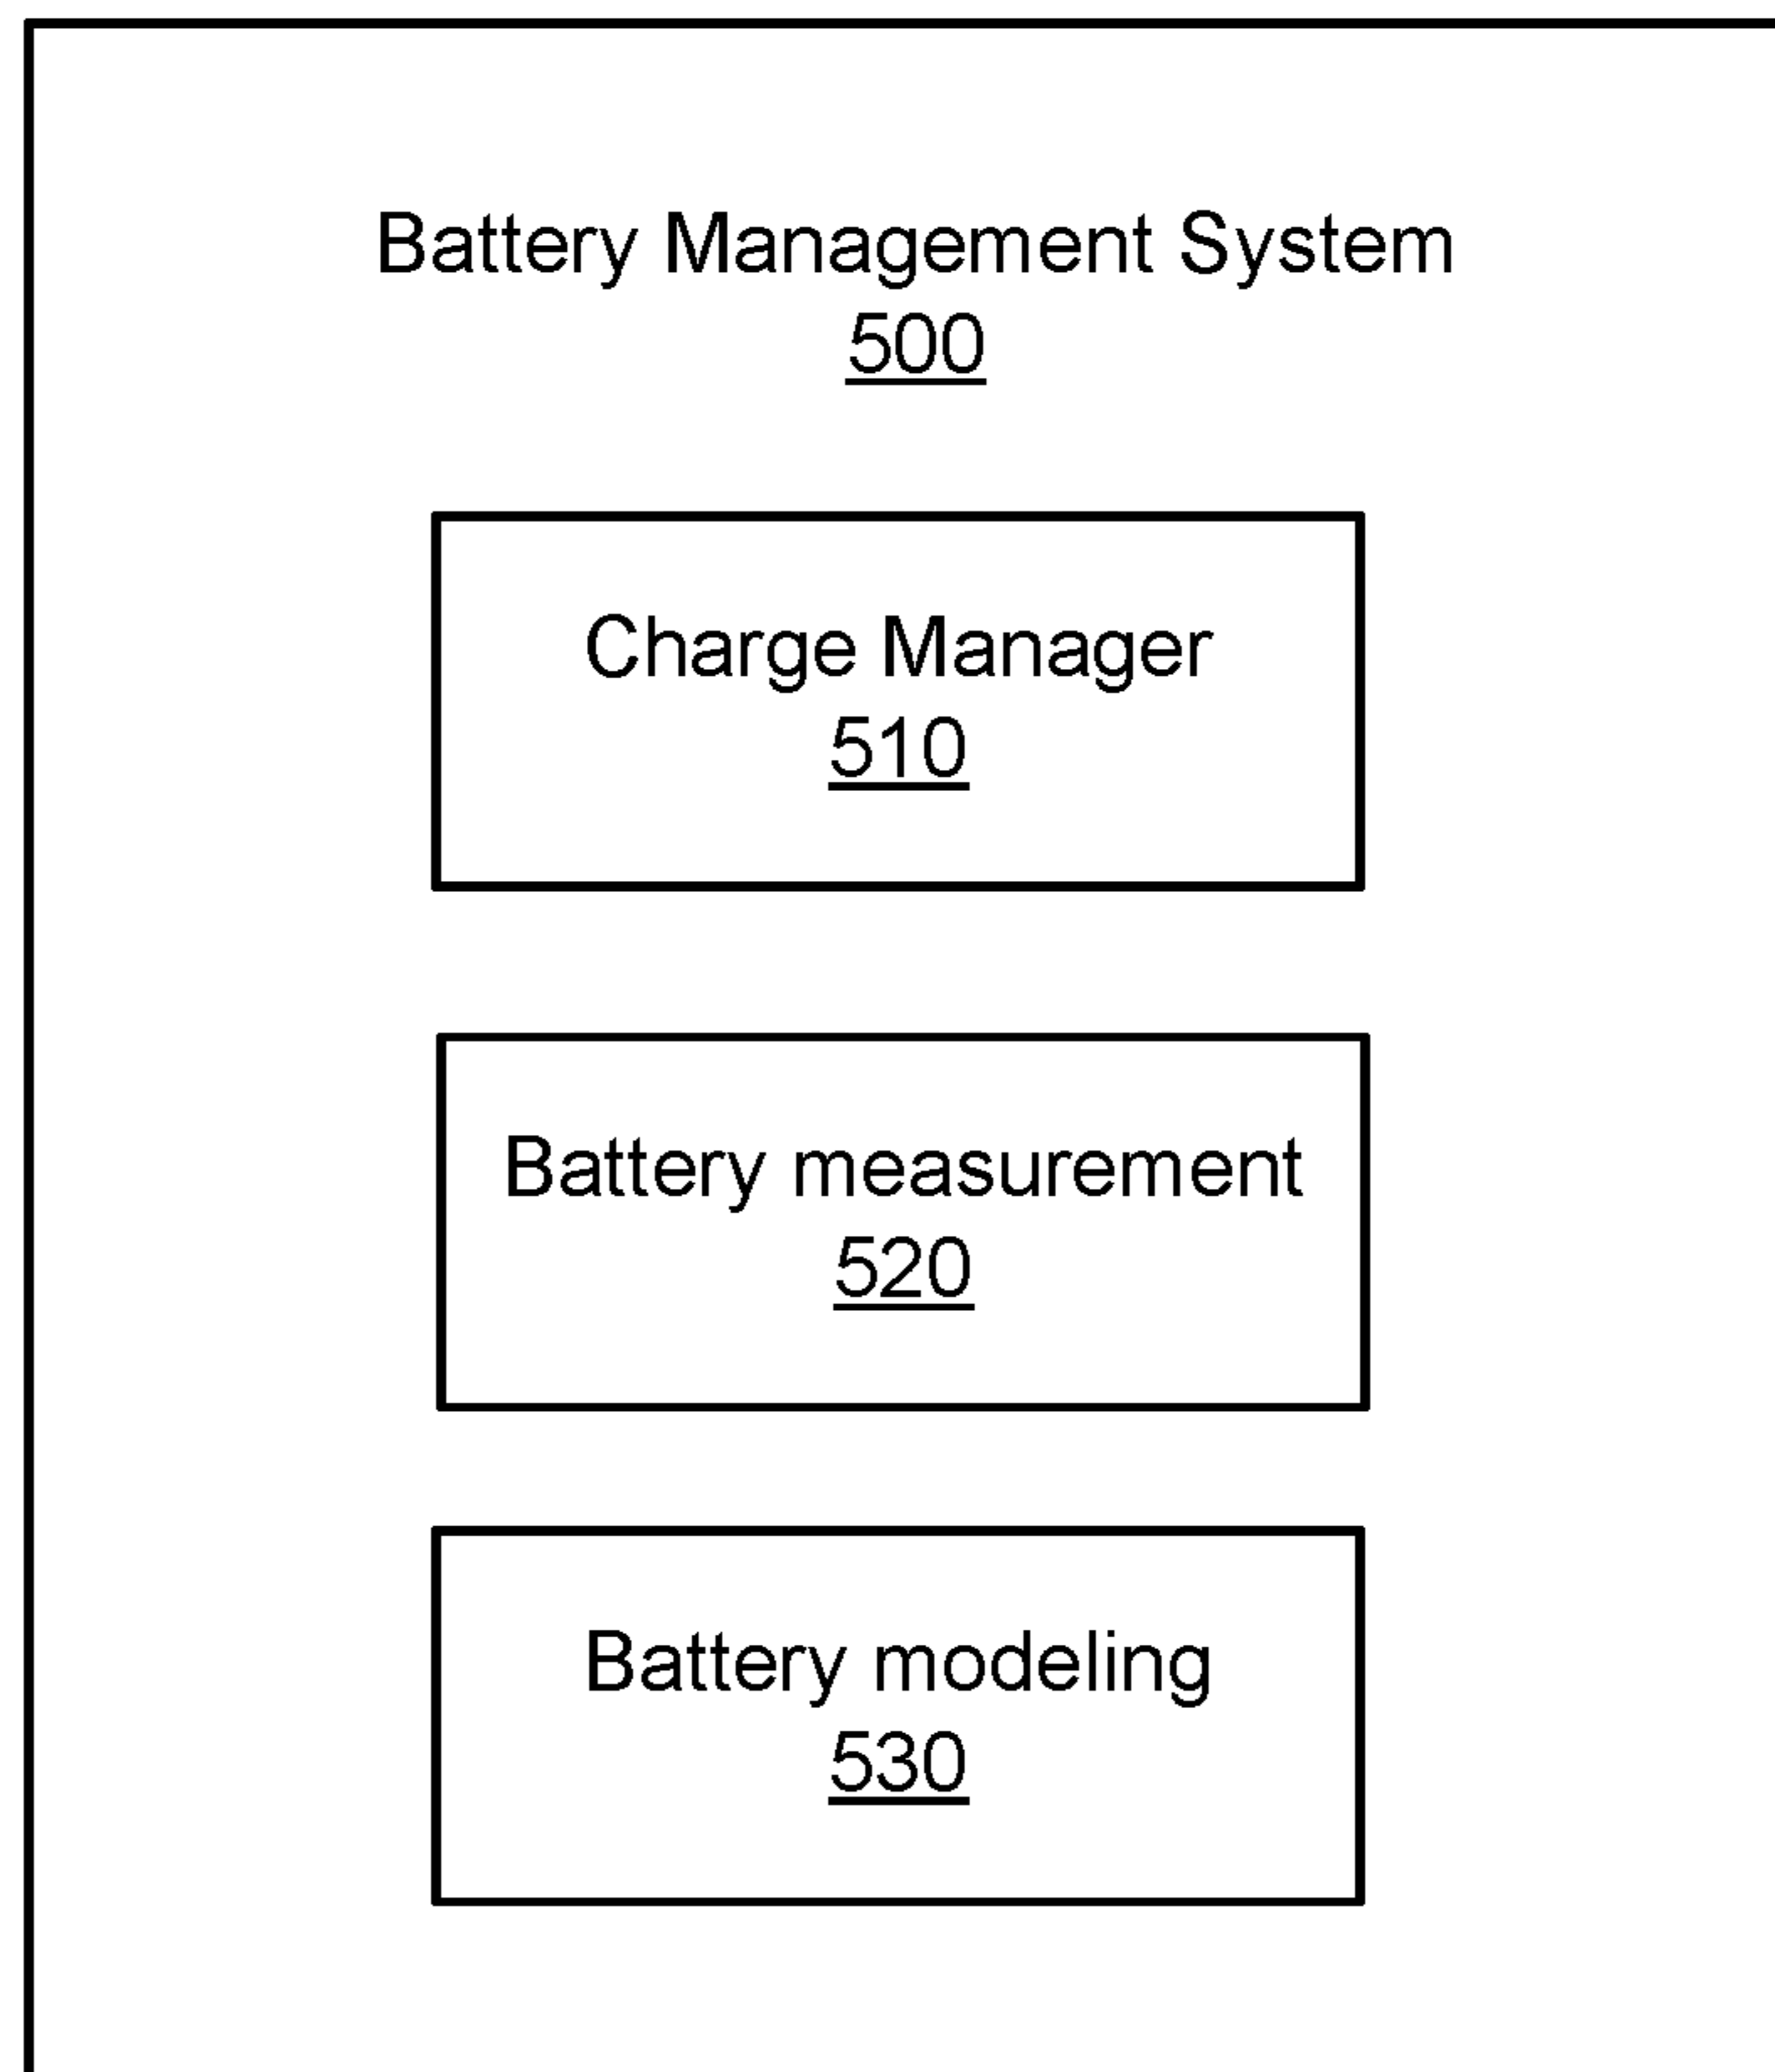 Battery Management System
500
Charge Manager
510
Battery measurement
520
Battery modeling
530